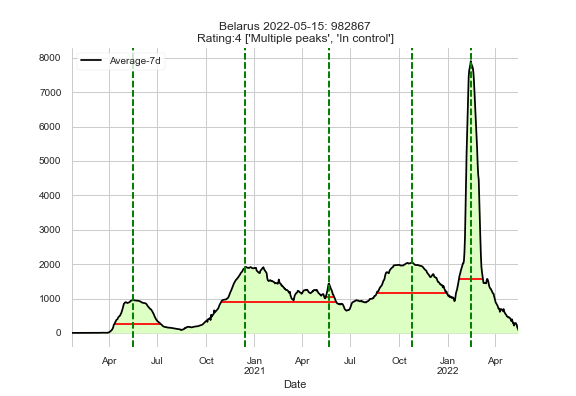 Belarus 2022-05-15: 982867
Rating:4 ['Multiple peaks', 'In control']
Average-7d
8000
7000
6000
5000
4000
3000
2000
1000
0
Apr Jul Oct Jan Apr Jul Oct Jan Apr
2021 2022
Date